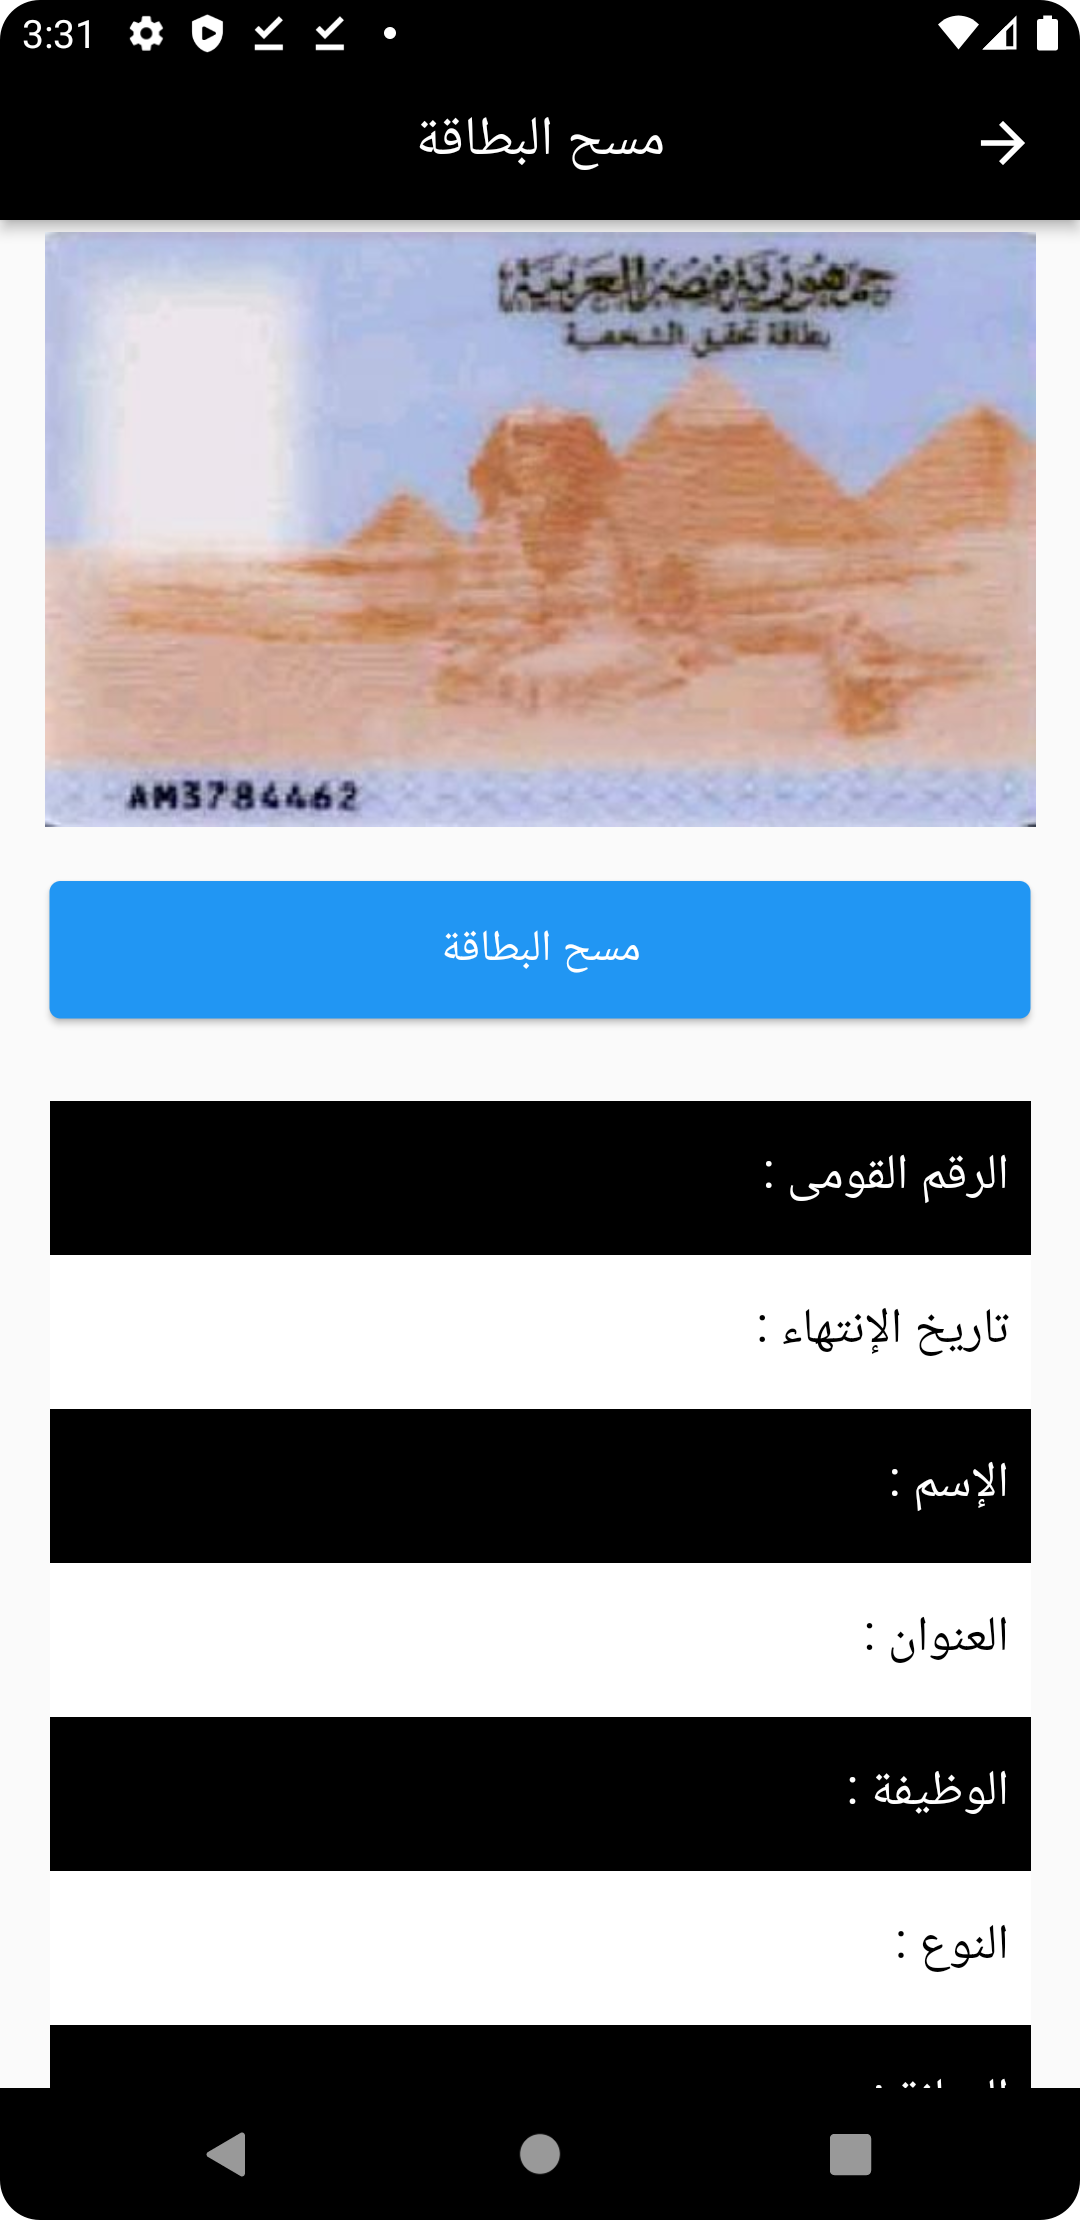 3:31
مسح البطاقة
جمهورية مصر العربية
بطاقة تحقيق الشخصية
AM3784462
مسح البطاقة
الرقم القومى :
تاريخ الإنتهاء :
الإسم :
العنوان :
الوظيفة :
النوع :